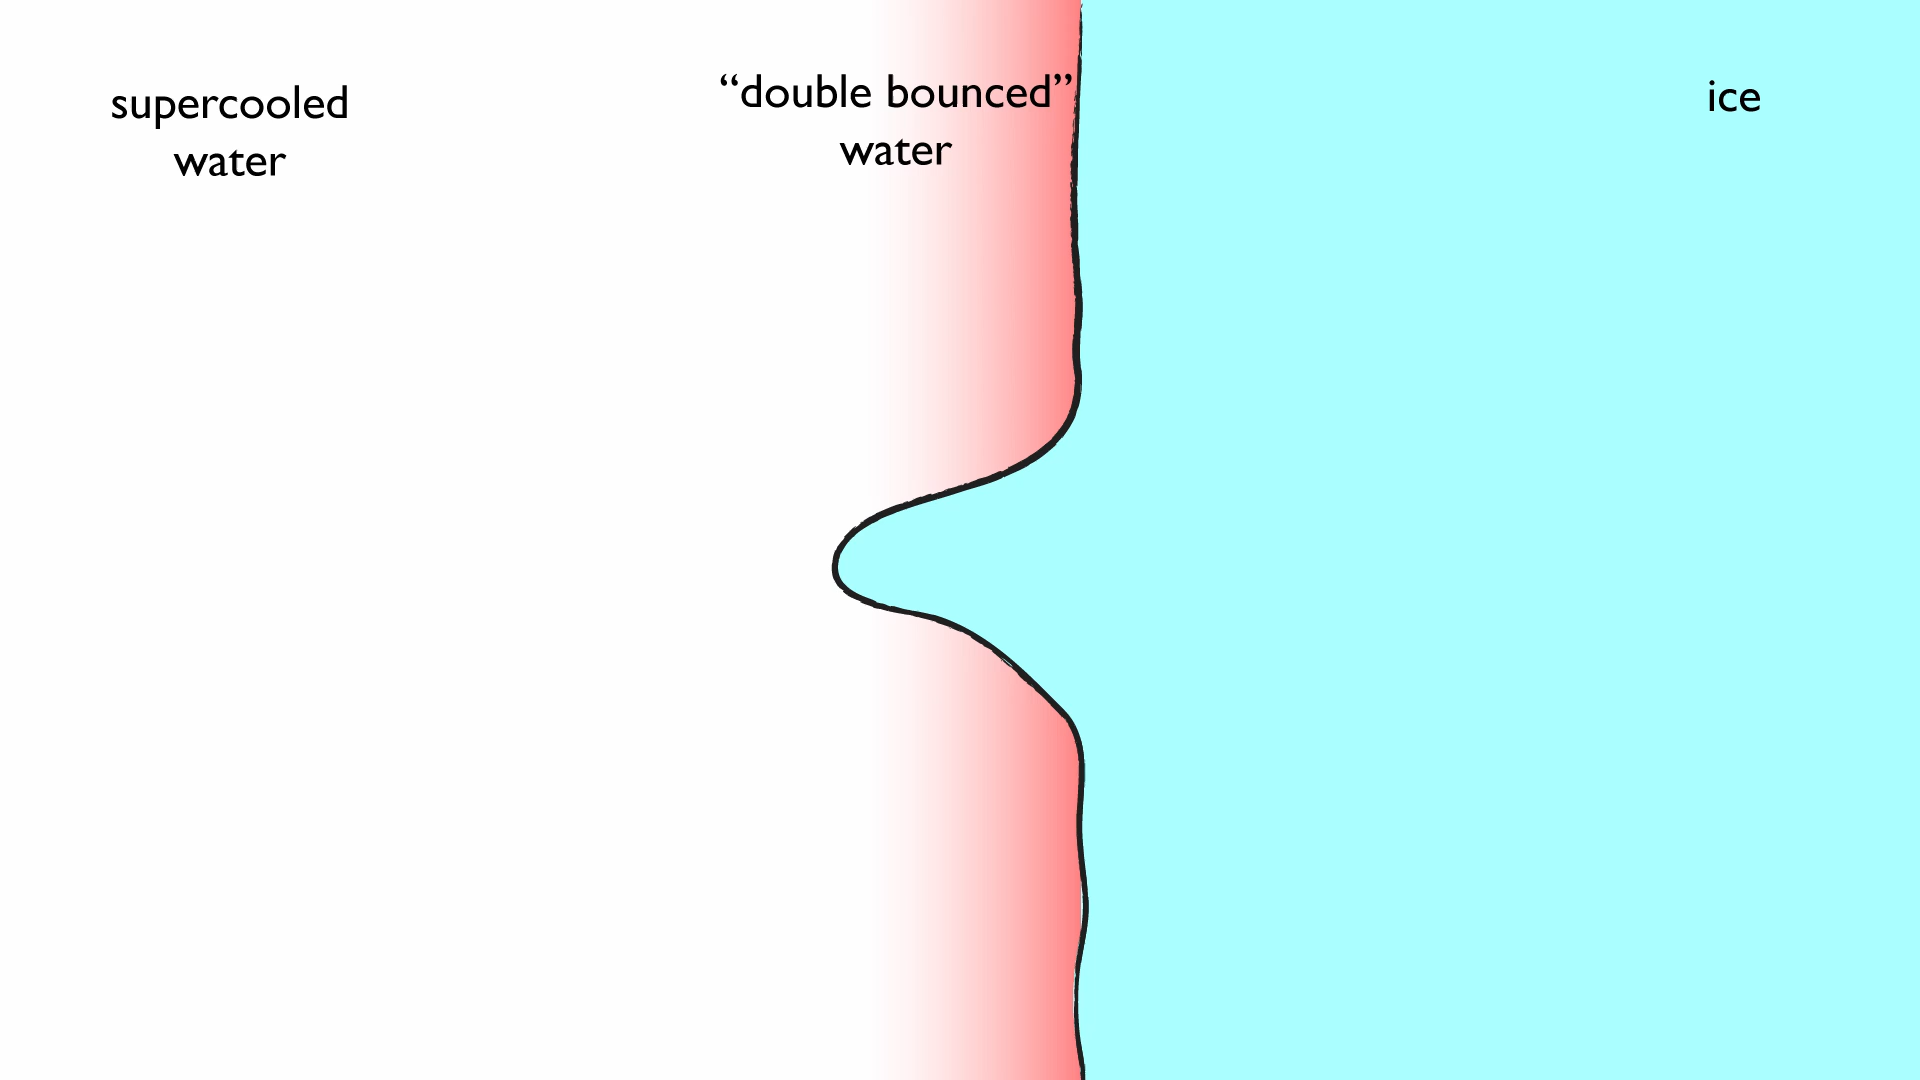 supercooled
water
“double bounced”
water
ice